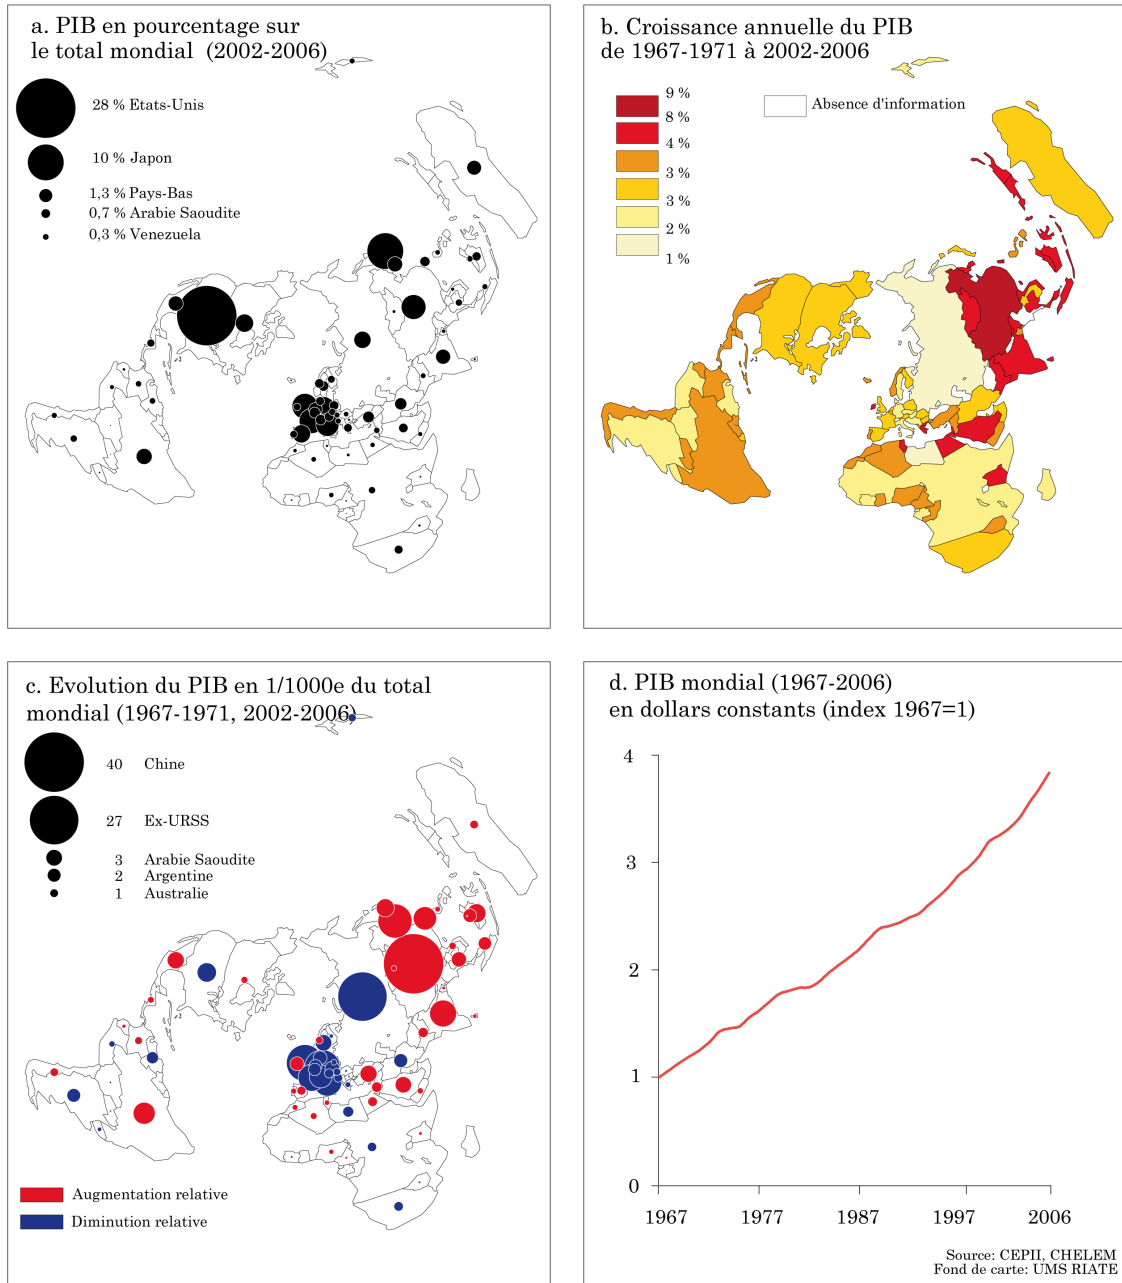 a. PIB en pourcentage sur
le total mondial (2002-2006)
28 % Etats-Unis
10 % Japon
1,3 % Pays-Bas
0,7 % Arabie Saoudite
0,3 % Venezuela
b. Croissance annuelle du PIB
de 1967-1971 à 2002-2006
9 %
8 %
4 %
3 %
3 %
2 %
1 %
Absence d'information
c. Evolution du PIB en 1/1000e du total
mondial (1967-1971, 2002-2006)
40 Chine
27 Ex-URSS
3 Arabie Saoudite
2 Argentine
1 Australie
Augmentation relative
Diminution relative
d. PIB mondial (1967-2006)
en dollars constants (index 1967=1)
4
3
2
1
0
1967 1977 1987 1997 2006
Source: CEPII, CHELEM
Fond de carte: UMS RIATE